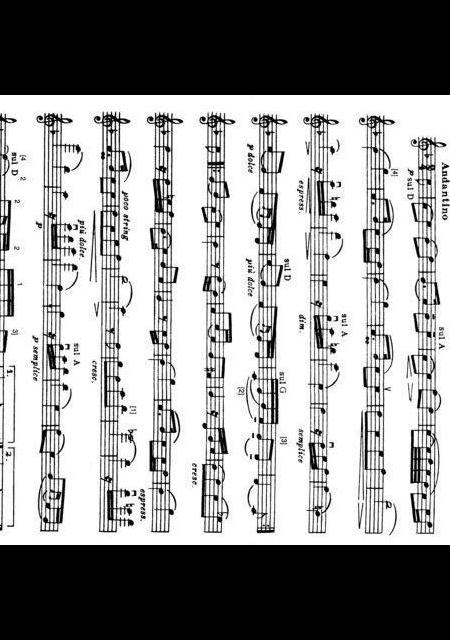 Andantino
sul A
p sul D
[4]
sul A
espress. dim. semplice
sul D sul G [3]
p dolce più dolce [2]
cresc.
poco string. [1] espress.
cresc.
più dolce sul A
p p semplice
[4 2 2 2 1 3] 1. 2.
sul D